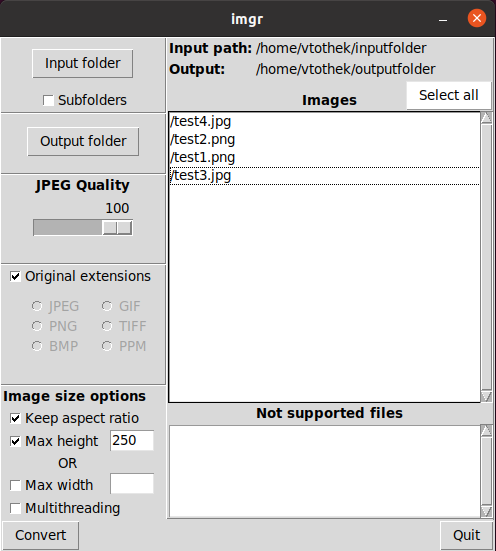 imgr
Input folder
Subfolders
Output folder
JPEG Quality
100
Original extensions
JPEG GIF
PNG TIFF
BMP PPM
Image size options
Keep aspect ratio
Max height 250
OR
Max width
Multithreading
Convert
Input path: /home/vtothek/inputfolder
Output: /home/vtothek/outputfolder
Images
Select all
/test4.jpg
/test2.png
/test1.png
/test3.jpg
Not supported files
Quit